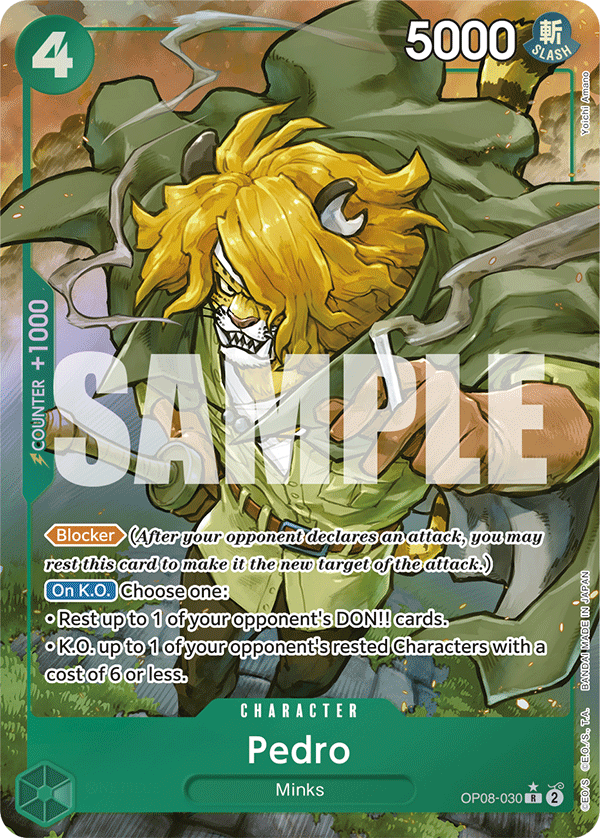 4
5000
斬
SLASH
Yoichi Amano
COUNTER +1000
SAMPLE
Blocker (After your opponent declares an attack, you may
rest this card to make it the new target of the attack.)
On K.O. Choose one:
• Rest up to 1 of your opponent's DON!! cards.
• K.O. up to 1 of your opponent's rested Characters with a
cost of 6 or less.
CHARACTER
Pedro
Minks
OP08-030 R 2
©E.O/S ©E.O./S., T.A. BANDAI MADE IN JAPAN